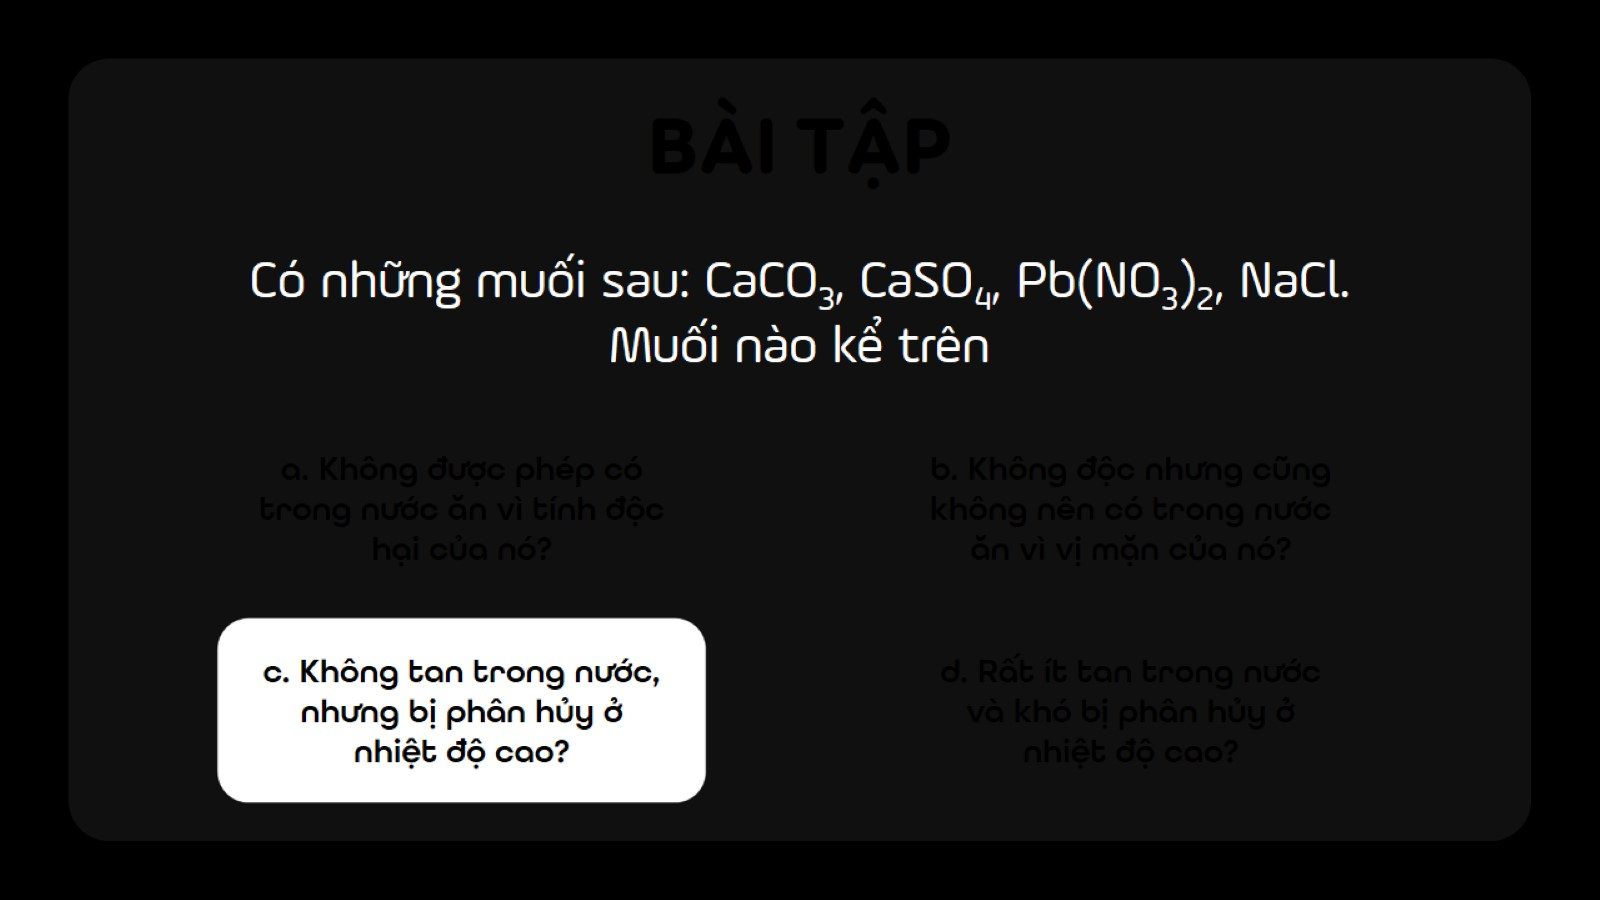 BÀI TẬP
Có những muối sau: CaCO₃, CaSO₄, Pb(NO₃)₂, NaCl.
Muối nào kể trên
a. Không được phép có
trong nước ăn vì tính độc
hại của nó?
b. Không độc nhưng cũng
không nên có trong nước
ăn vì vị mặn của nó?
c. Không tan trong nước,
nhưng bị phân hủy ở
nhiệt độ cao?
d. Rất ít tan trong nước
và khó bị phân hủy ở
nhiệt độ cao?